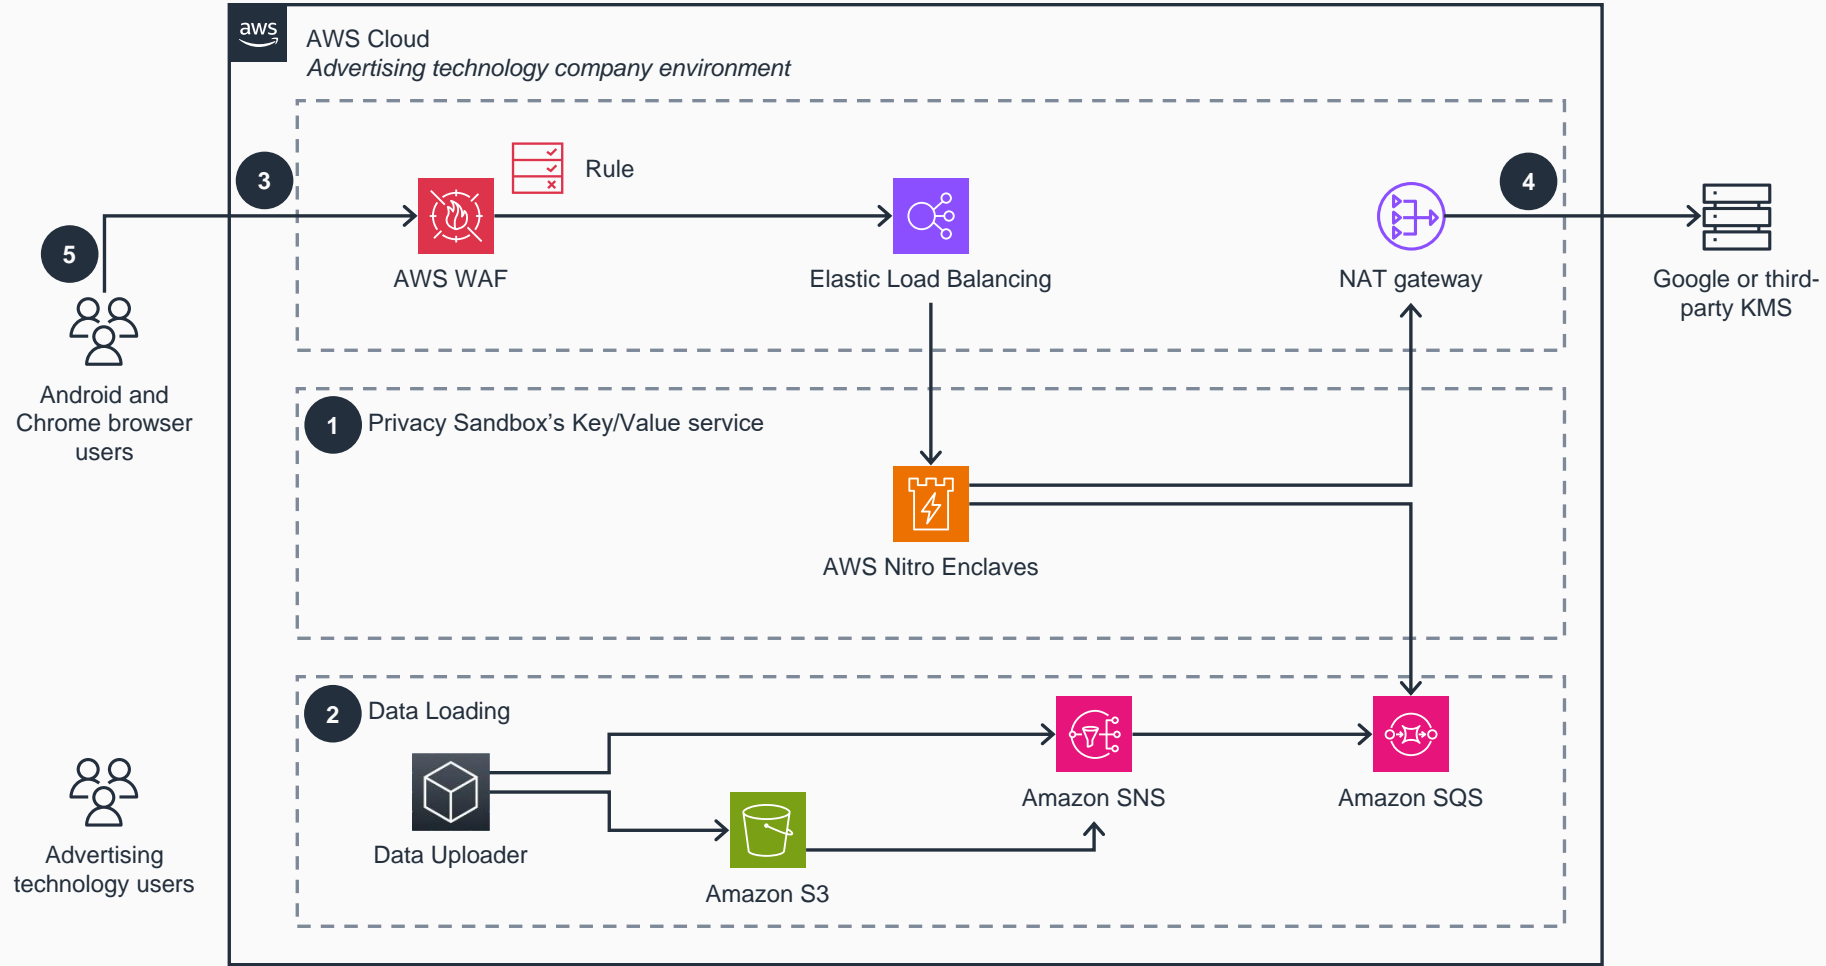 aws
AWS Cloud
Advertising technology company environment
3
Rule
4
5
AWS WAF
Elastic Load Balancing
NAT gateway
Google or third-
party KMS
Android and
Chrome browser
users
1
Privacy Sandbox’s Key/Value service
AWS Nitro Enclaves
2
Data Loading
Amazon SNS
Amazon SQS
Data Uploader
Amazon S3
Advertising
technology users